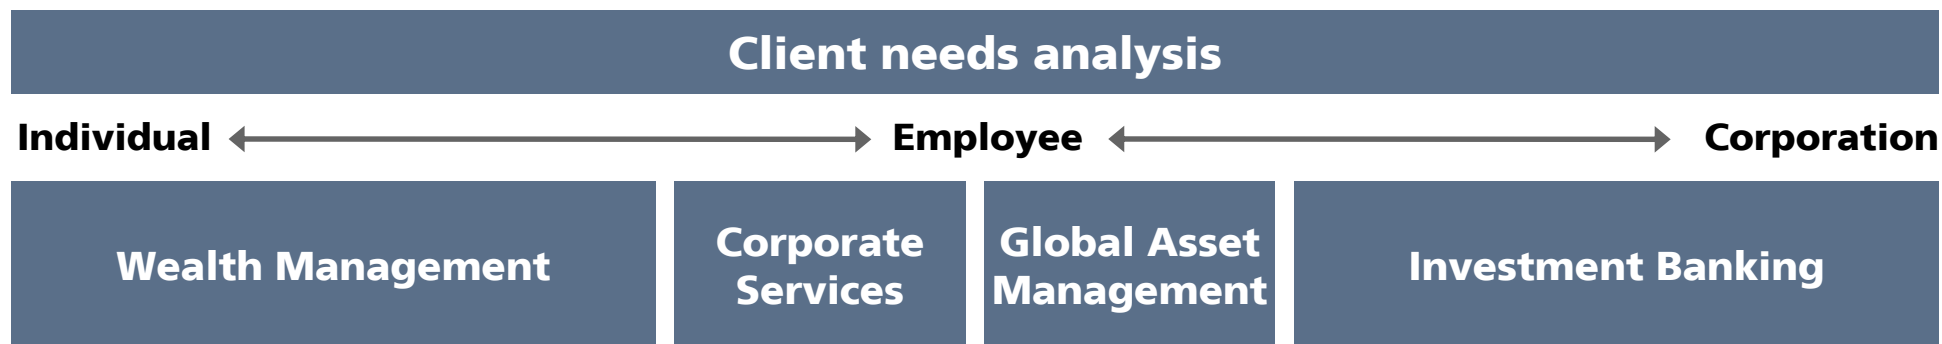 Client needs analysis
Individual Employee Corporation
Wealth Management
Corporate
Services
Global Asset
Management
Investment Banking